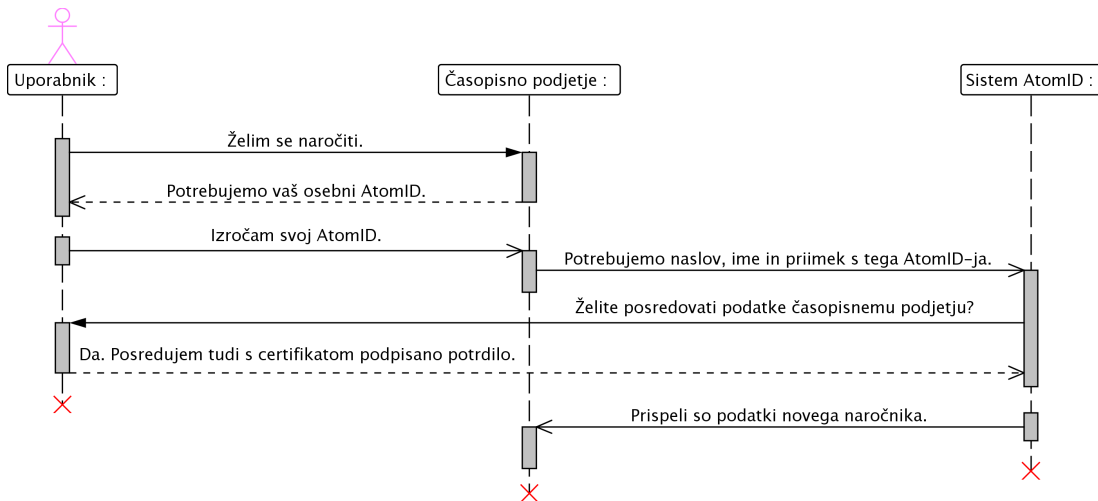 Uporabnik :
Časopisno podjetje :
Sistem AtomID :
Želim se naročiti.
Potrebujemo vaš osebni AtomID.
Izročam svoj AtomID.
Potrebujemo naslov, ime in priimek s tega AtomID-ja.
Želite posredovati podatke časopisnemu podjetju?
Da. Posredujem tudi s certifikatom podpisano potrdilo.
Prispeli so podatki novega naročnika.